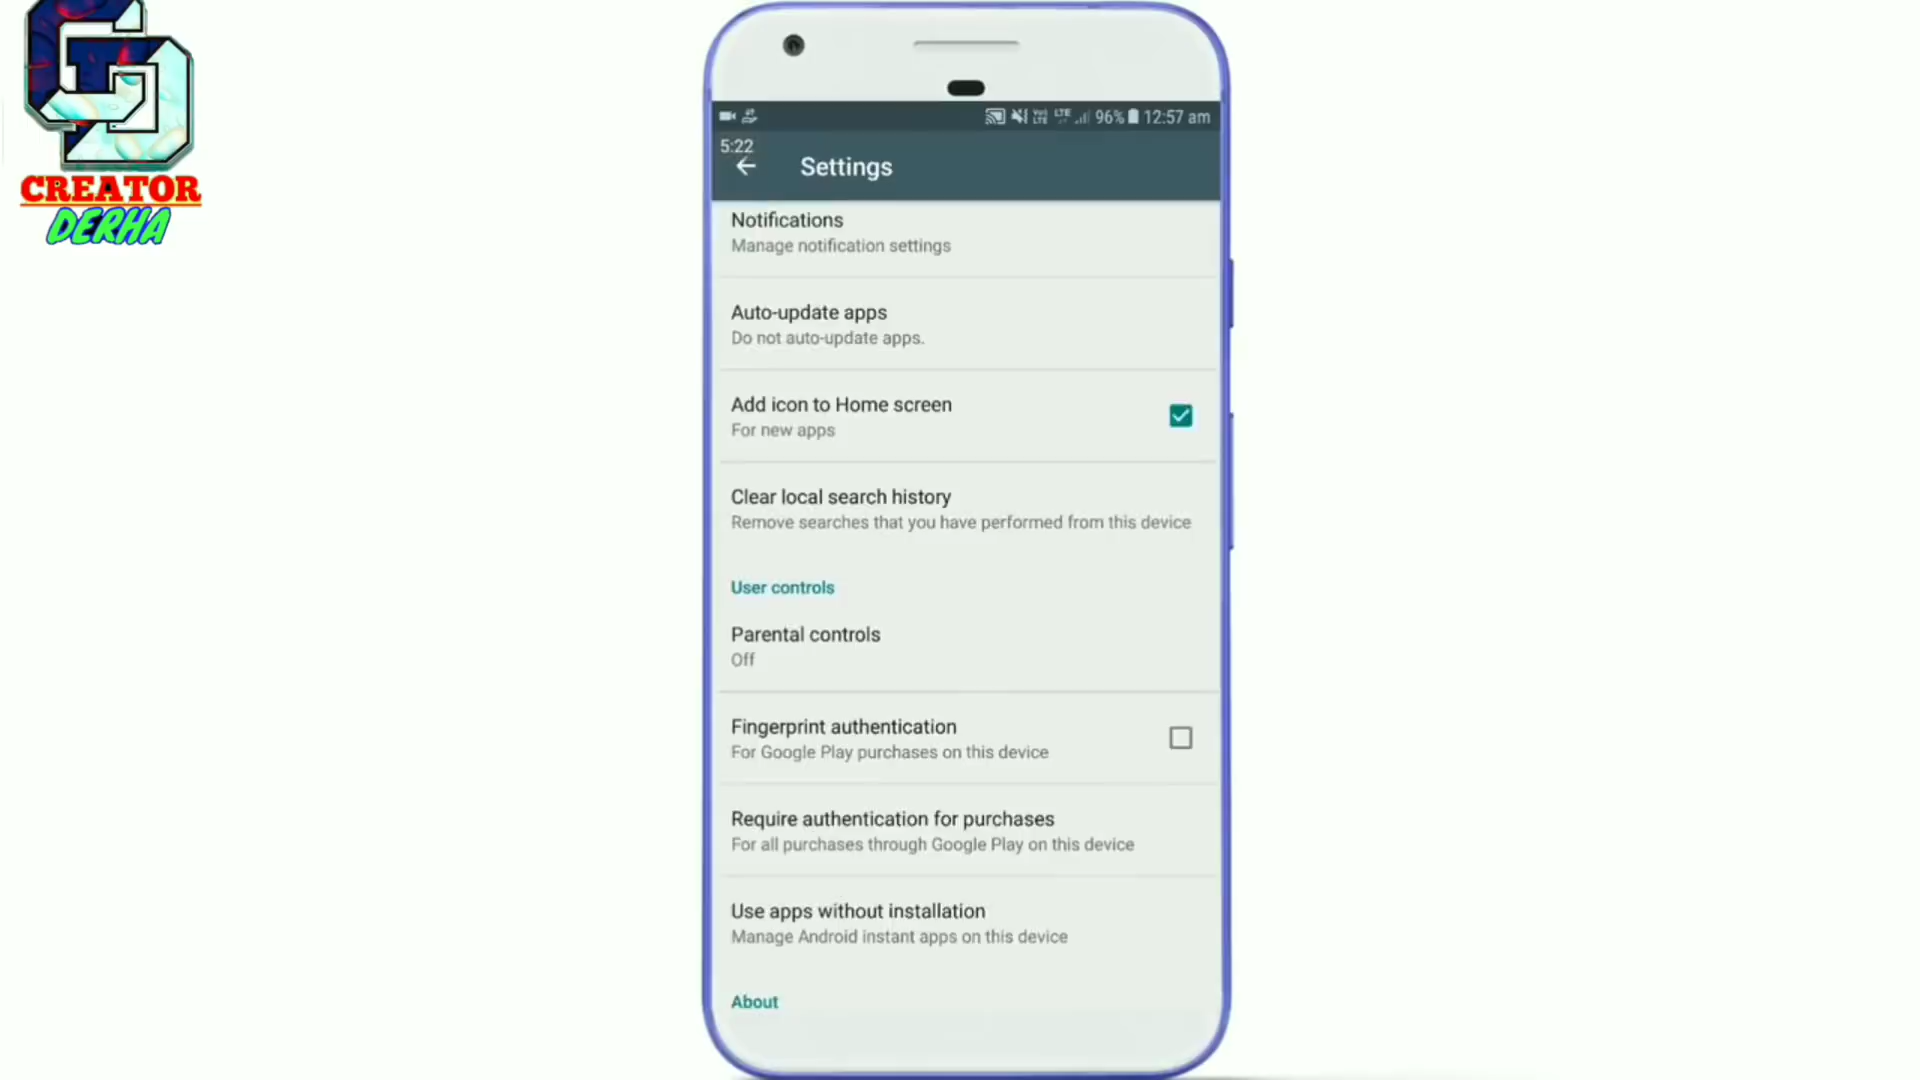 CREATOR
DERHA
VoLTE LTE 96% 12:57 am
5:22
Settings
Notifications
Manage notification settings
Auto-update apps
Do not auto-update apps.
Add icon to Home screen
For new apps
Clear local search history
Remove searches that you have performed from this device
User controls
Parental controls
Off
Fingerprint authentication
For Google Play purchases on this device
Require authentication for purchases
For all purchases through Google Play on this device
Use apps without installation
Manage Android instant apps on this device
About